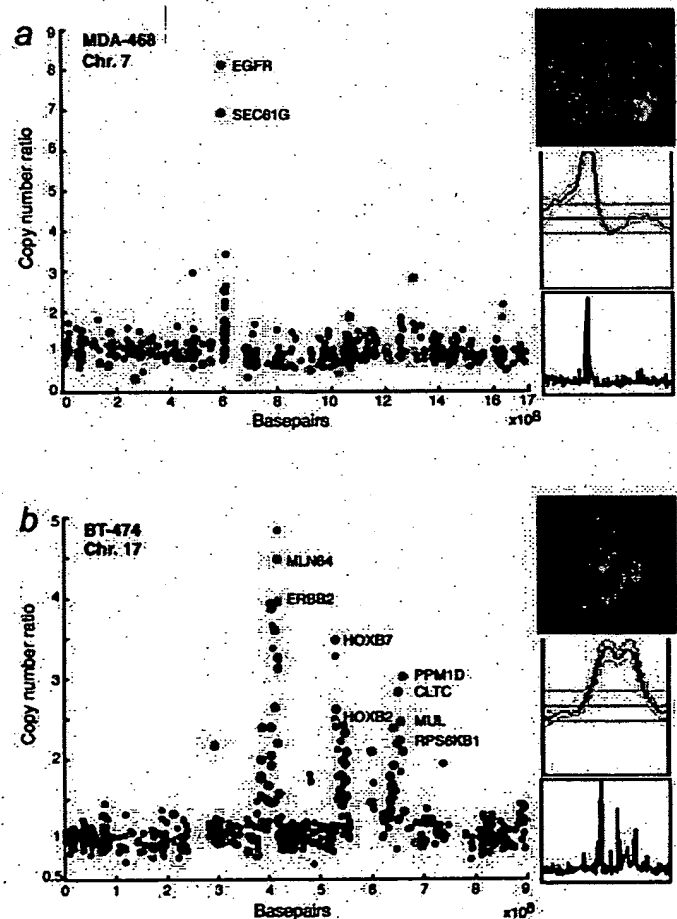 a
MDA-468
Chr. 7
Copy number ratio
9
8
7
6
5
4
3
2
1
0
EGFR
SEC61G
0 2 4 6 8 10 12 14 16 17
Basepairs
x10⁸
b
BT-474
Chr. 17
Copy number ratio
5
4
3
2
1
0.5
MLN64
ERBB2
HOXB7
PPM1D
CLTC
HOXB2
MUL
RPS6XB1
0 1 2 3 4 5 6 7 8 9
Basepairs
x10⁸